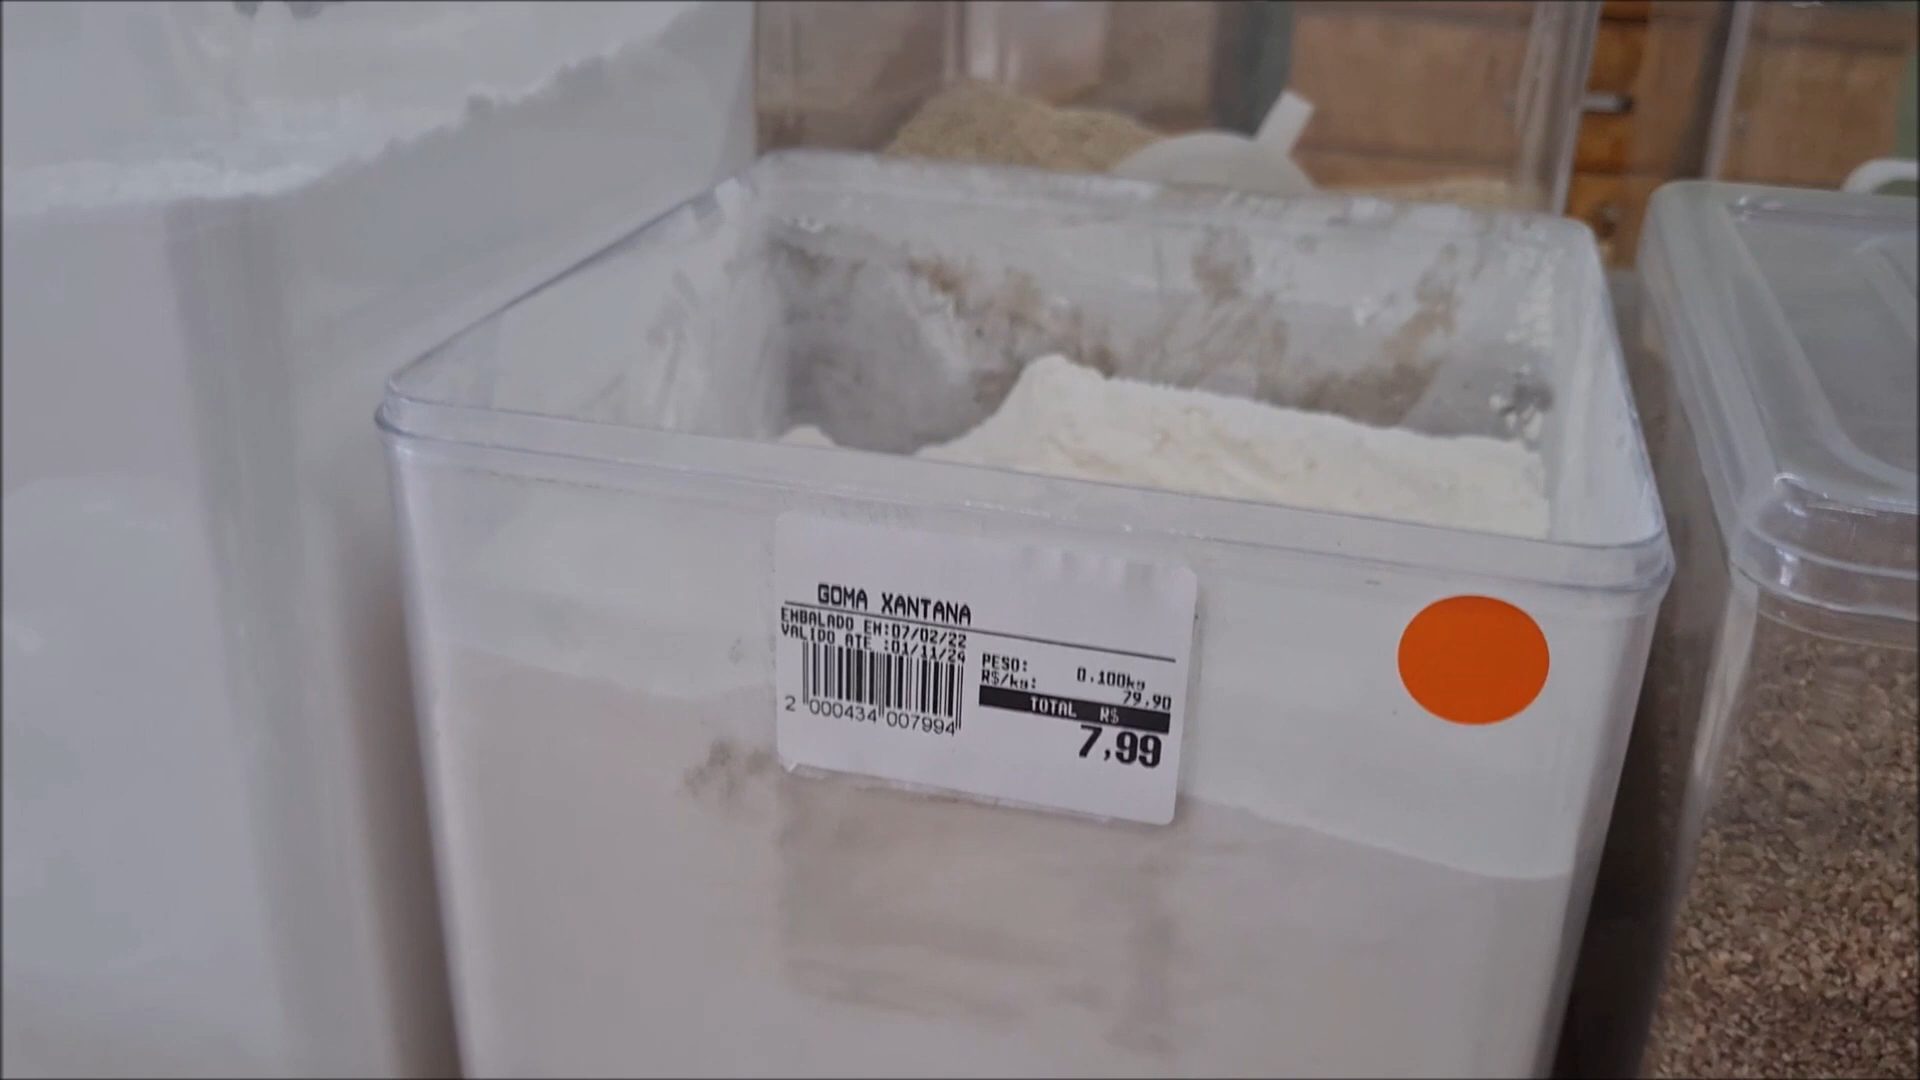 GOMA XANTANA
EMBALADO EM:07/02/22
VALIDO ATE :01/11/24
PESO: 0.100kg
R$/kg: 79.90
TOTAL R$
7,99
2 000434 007994